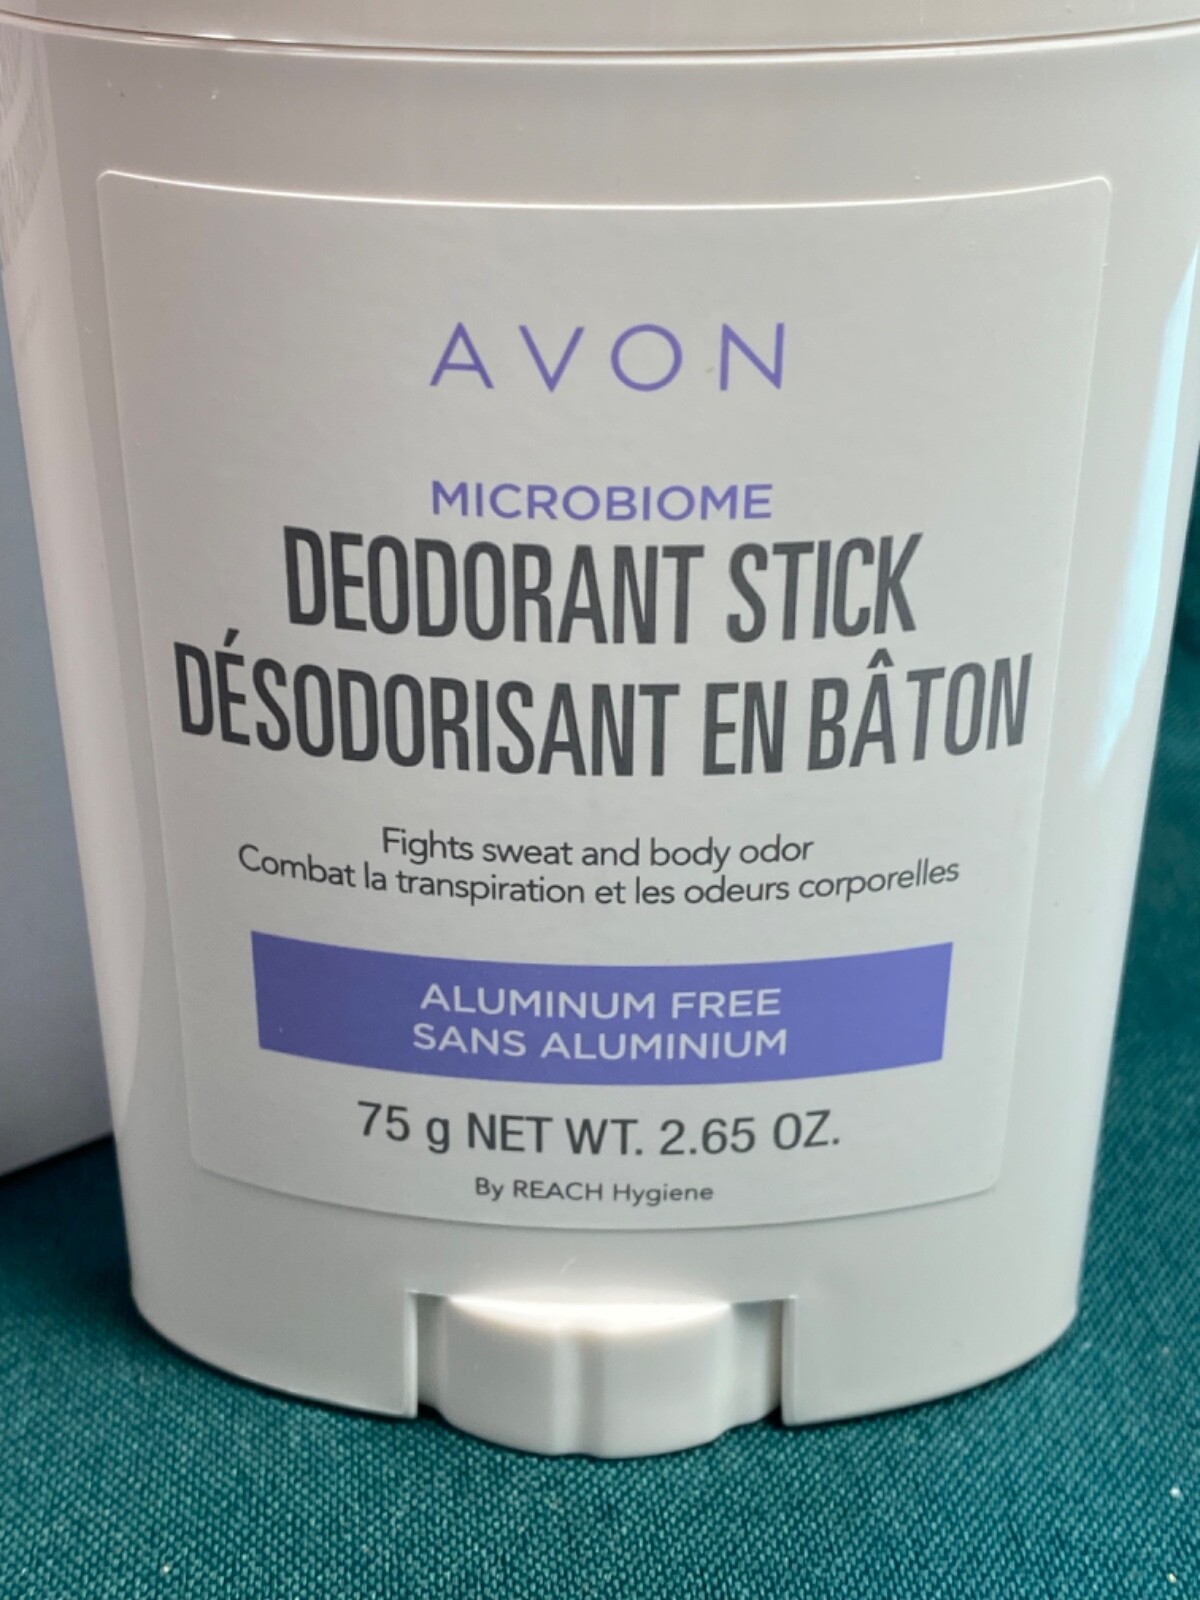 AVON
MICROBIOME
DEODORANT STICK
DÉSODORISANT EN BÂTON
Fights sweat and body odor
Combat la transpiration et les odeurs corporelles
ALUMINUM FREE
SANS ALUMINIUM
75 g NET WT. 2.65 OZ.
By REACH Hygiene